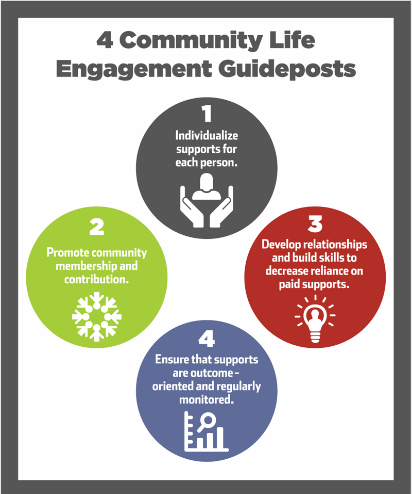 4 Community Life
Engagement Guideposts
1
Individualize
supports for
each person.
2
Promote community
membership and
contribution.
3
Develop relationships
and build skills to
decrease reliance on
paid supports.
4
Ensure that supports
are outcome-
oriented and regularly
monitored.